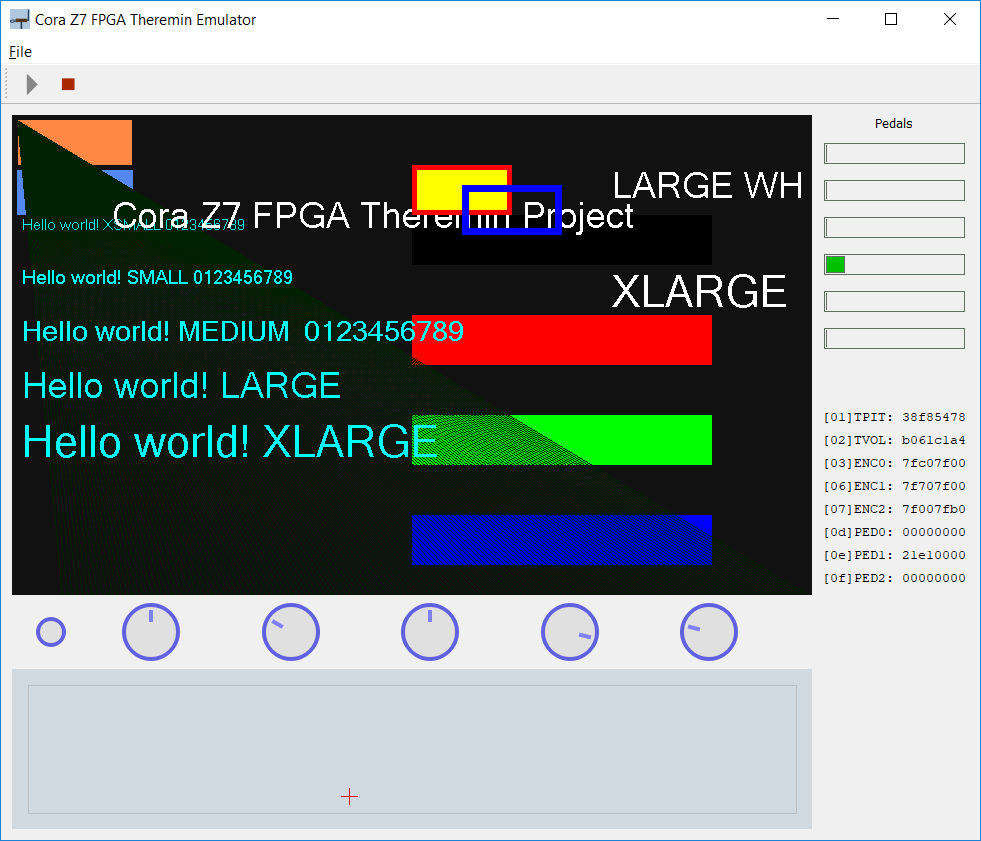 Cora Z7 FPGA Theremin Emulator
File
Pedals
LARGE WH
Cora Z7 FPGA Theremin Project
Hello world! XSMALL 0123456789
Hello world! SMALL 0123456789
XLARGE
Hello world! MEDIUM  0123456789
Hello world! LARGE
Hello world! XLARGE
[01]TPIT: 38f85478
[02]TVOL: b061c1a4
[03]ENC0: 7fc07f00
[06]ENC1: 7f707f00
[07]ENC2: 7f007fb0
[0d]PED0: 00000000
[0e]PED1: 21e10000
[0f]PED2: 00000000